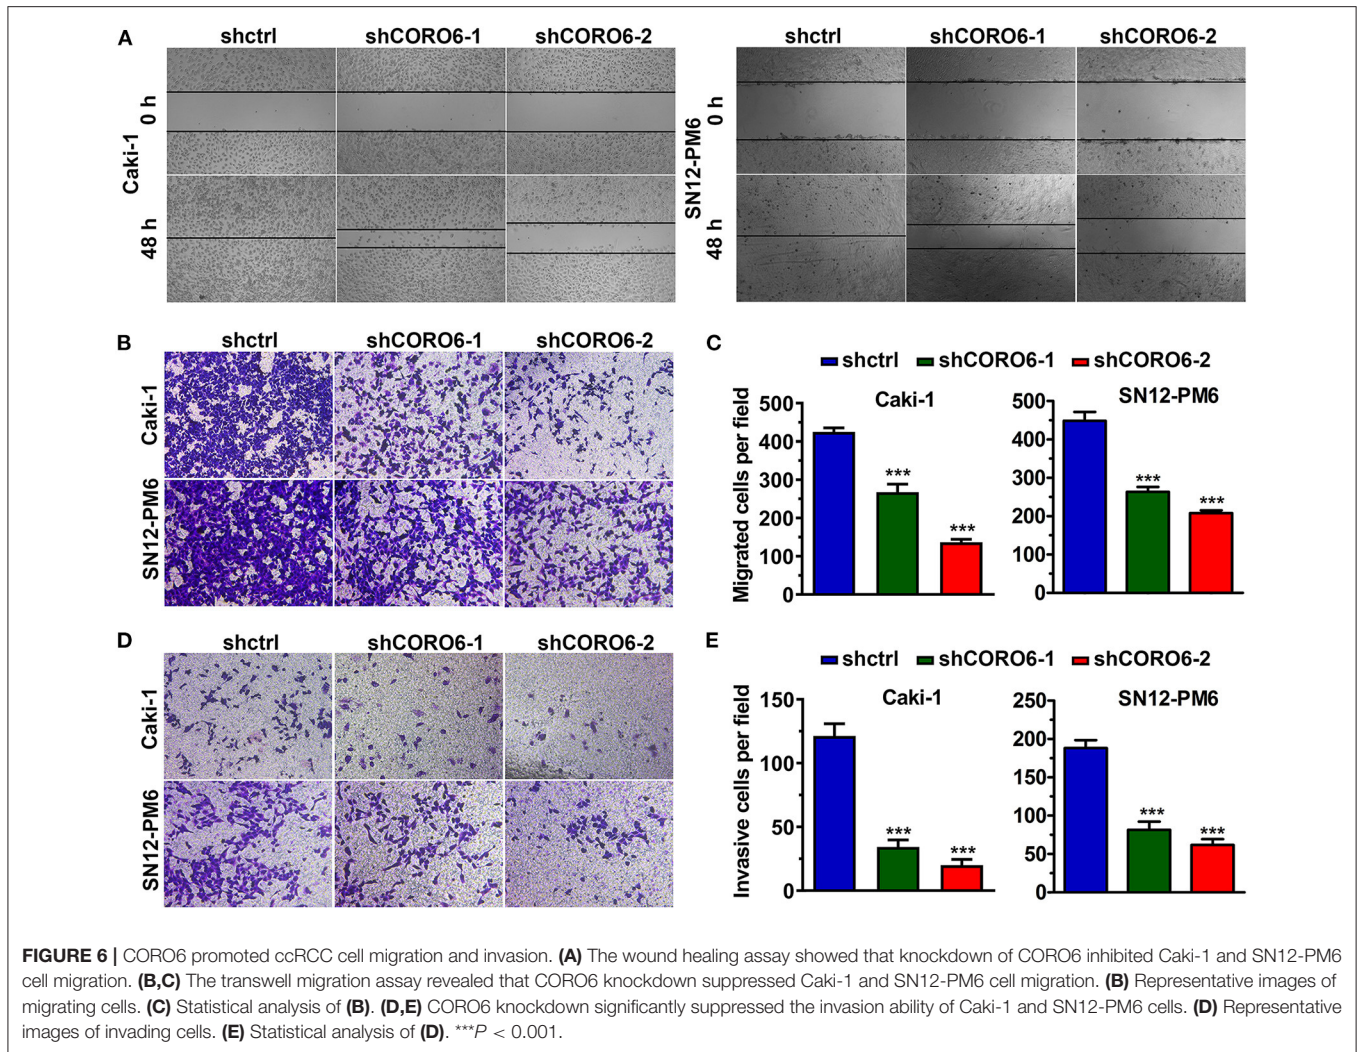 A
shctrl shCORO6-1 shCORO6-2
shctrl shCORO6-1 shCORO6-2
Caki-1
0 h
48 h
SN12-PM6
0 h
48 h
B
shctrl shCORO6-1 shCORO6-2
Caki-1
SN12-PM6
C
shctrl shCORO6-1 shCORO6-2
Migrated cells per field
Caki-1
500
400
300
200
100
0
***
***
SN12-PM6
500
400
300
200
100
0
***
***
D
shctrl shCORO6-1 shCORO6-2
Caki-1
SN12-PM6
E
shctrl shCORO6-1 shCORO6-2
Invasive cells per field
Caki-1
150
100
50
0
***
***
SN12-PM6
250
200
150
100
50
0
***
***
FIGURE 6 | CORO6 promoted ccRCC cell migration and invasion. (A) The wound healing assay showed that knockdown of CORO6 inhibited Caki-1 and SN12-PM6
cell migration. (B,C) The transwell migration assay revealed that CORO6 knockdown suppressed Caki-1 and SN12-PM6 cell migration. (B) Representative images of
migrating cells. (C) Statistical analysis of (B). (D,E) CORO6 knockdown significantly suppressed the invasion ability of Caki-1 and SN12-PM6 cells. (D) Representative
images of invading cells. (E) Statistical analysis of (D). ***P < 0.001.